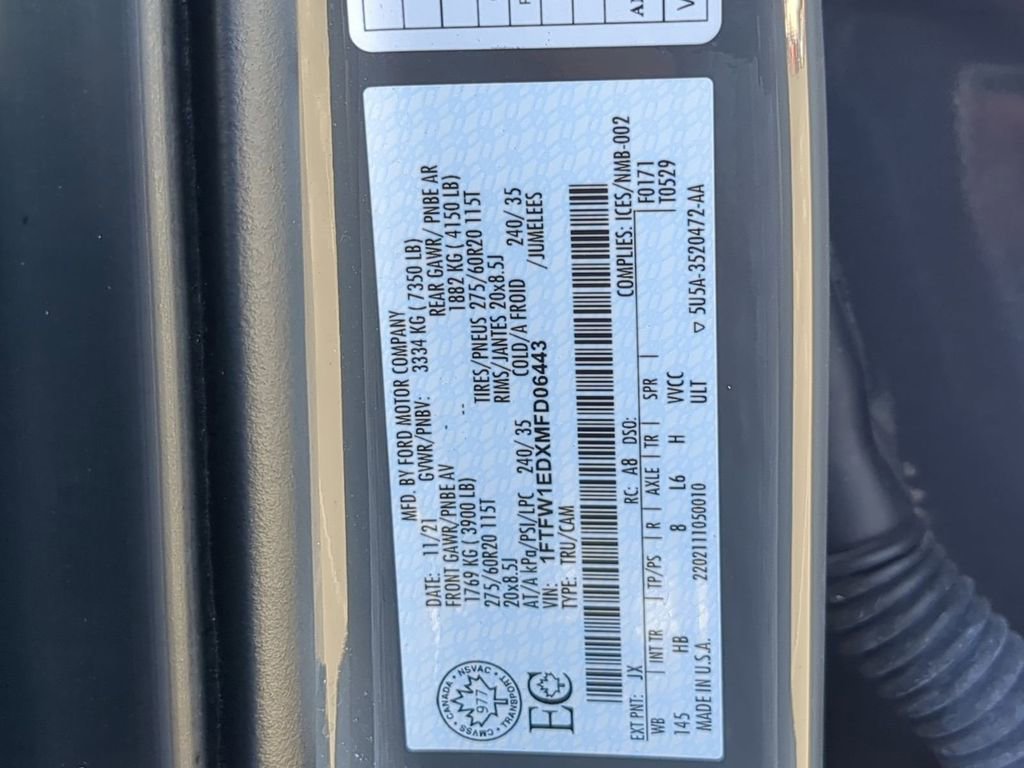 MFD. BY FORD MOTOR COMPANY
DATE: 11/21 GVWR/PNBV: 3334 KG ( 7350 LB)
FRONT GAWR/PNBE AV REAR GAWR/ PNBE AR
1769 KG ( 3900 LB) -- 1882 KG ( 4150 LB)
275/60R20 115T TIRES/PNEUS 275/60R20 115T
20x8.5J RIMS/JANTES 20x8.5J
AT/A kPa/PSI/LPC 240/ 35 COLD/A FROID 240/ 35
VIN: 1FTFW1EDXMFD06443 /JUMELEES
TYPE: TRU/CAM
CANADA
CMVSS NSVAC
977
TRANSPORT
EC
COMPLIES: ICES/NMB-002
EXT PNT: JX RC: A8 DSO: F0171
WB INT TR TP/PS R AXLE TR SPR T0529
145 HB 8 L6 H VVCC
MADE IN U.S.A. 2202111050010 UIT ▽ 5U5A-3520472-AA